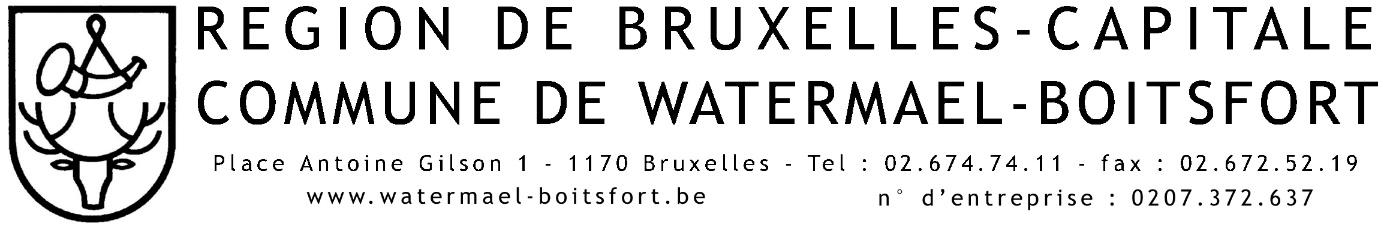 REGION DE BRUXELLES-CAPITALE
COMMUNE DE WATERMAEL-BOITSFORT
Place Antoine Gilson 1 - 1170 Bruxelles - Tel : 02.674.74.11 - fax : 02.672.52.19
www.watermael-boitsfort.be n° d'entreprise : 0207.372.637